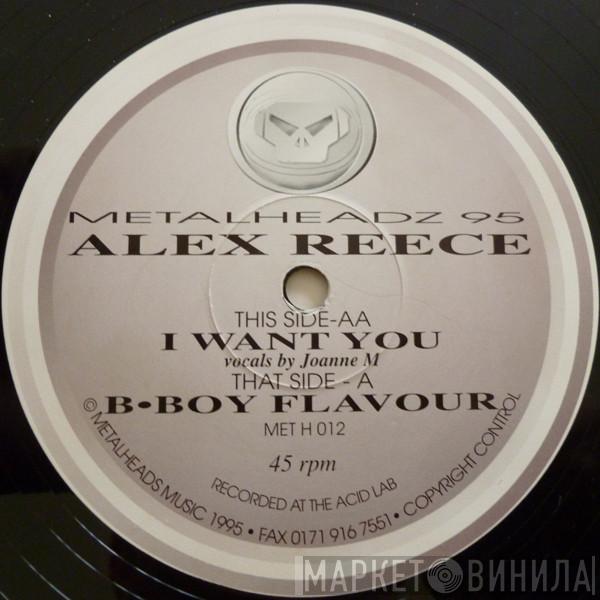 METALHEADZ 95
ALEX REECE
THIS SIDE-AA
I WANT YOU
vocals by Joanne M
THAT SIDE - A
B•BOY FLAVOUR
MET H 012
45 rpm
RECORDED AT THE ACID LAB
© METALHEADS MUSIC 1995 • FAX 0171 916 7551 • COPYRIGHT CONTROL
МАРКЕТ ВИНИЛА